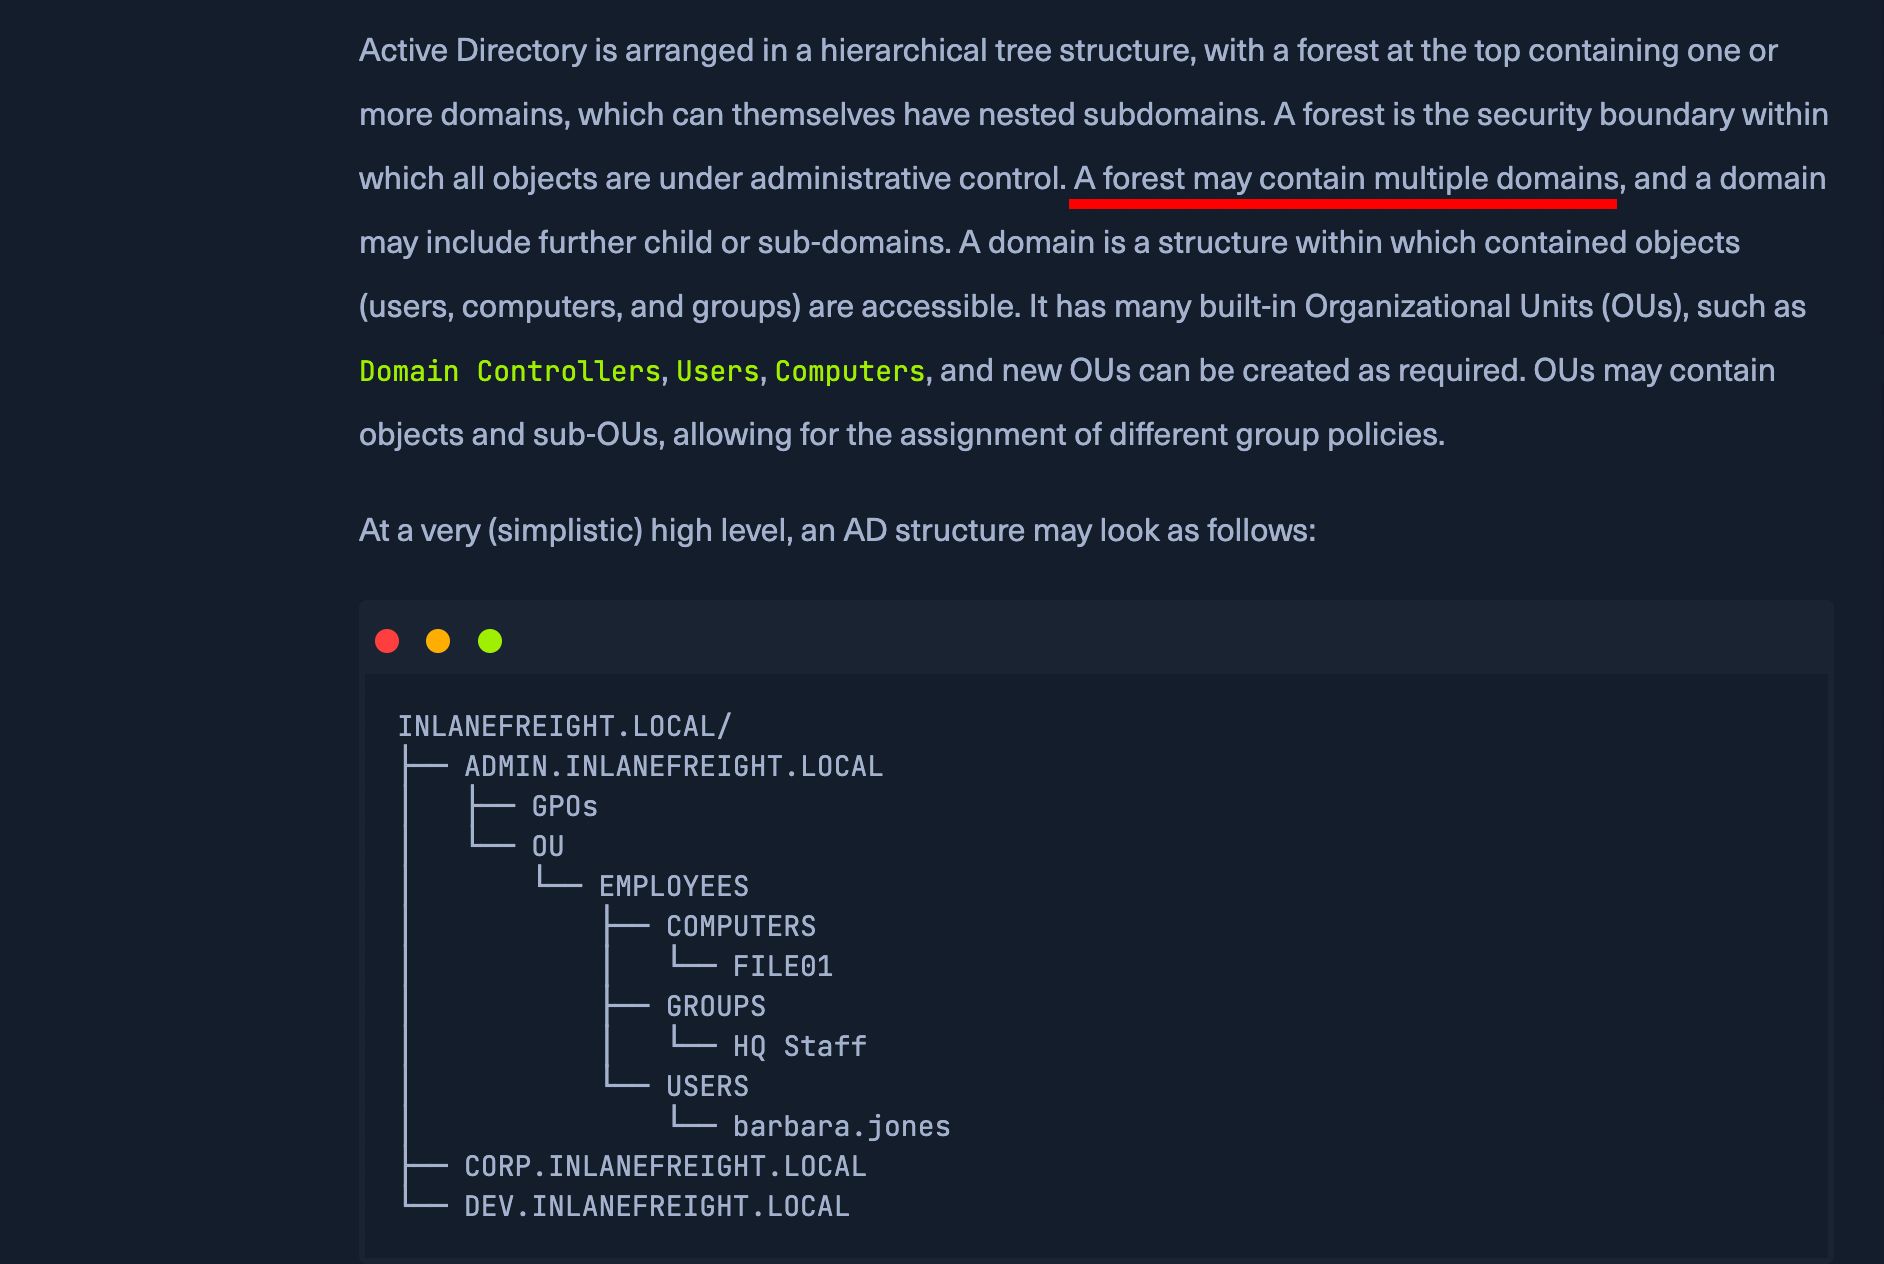 Active Directory is arranged in a hierarchical tree structure, with a forest at the top containing one or
more domains, which can themselves have nested subdomains. A forest is the security boundary within
which all objects are under administrative control. A forest may contain multiple domains, and a domain
may include further child or sub-domains. A domain is a structure within which contained objects
(users, computers, and groups) are accessible. It has many built-in Organizational Units (OUs), such as
Domain Controllers, Users, Computers, and new OUs can be created as required. OUs may contain
objects and sub-OUs, allowing for the assignment of different group policies.
At a very (simplistic) high level, an AD structure may look as follows:
INLANEFREIGHT.LOCAL/
├── ADMIN.INLANEFREIGHT.LOCAL
│   ├── GPOs
│   └── OU
│       └── EMPLOYEES
│           ├── COMPUTERS
│           │   └── FILE01
│           ├── GROUPS
│           │   └── HQ Staff
│           └── USERS
│               └── barbara.jones
├── CORP.INLANEFREIGHT.LOCAL
└── DEV.INLANEFREIGHT.LOCAL